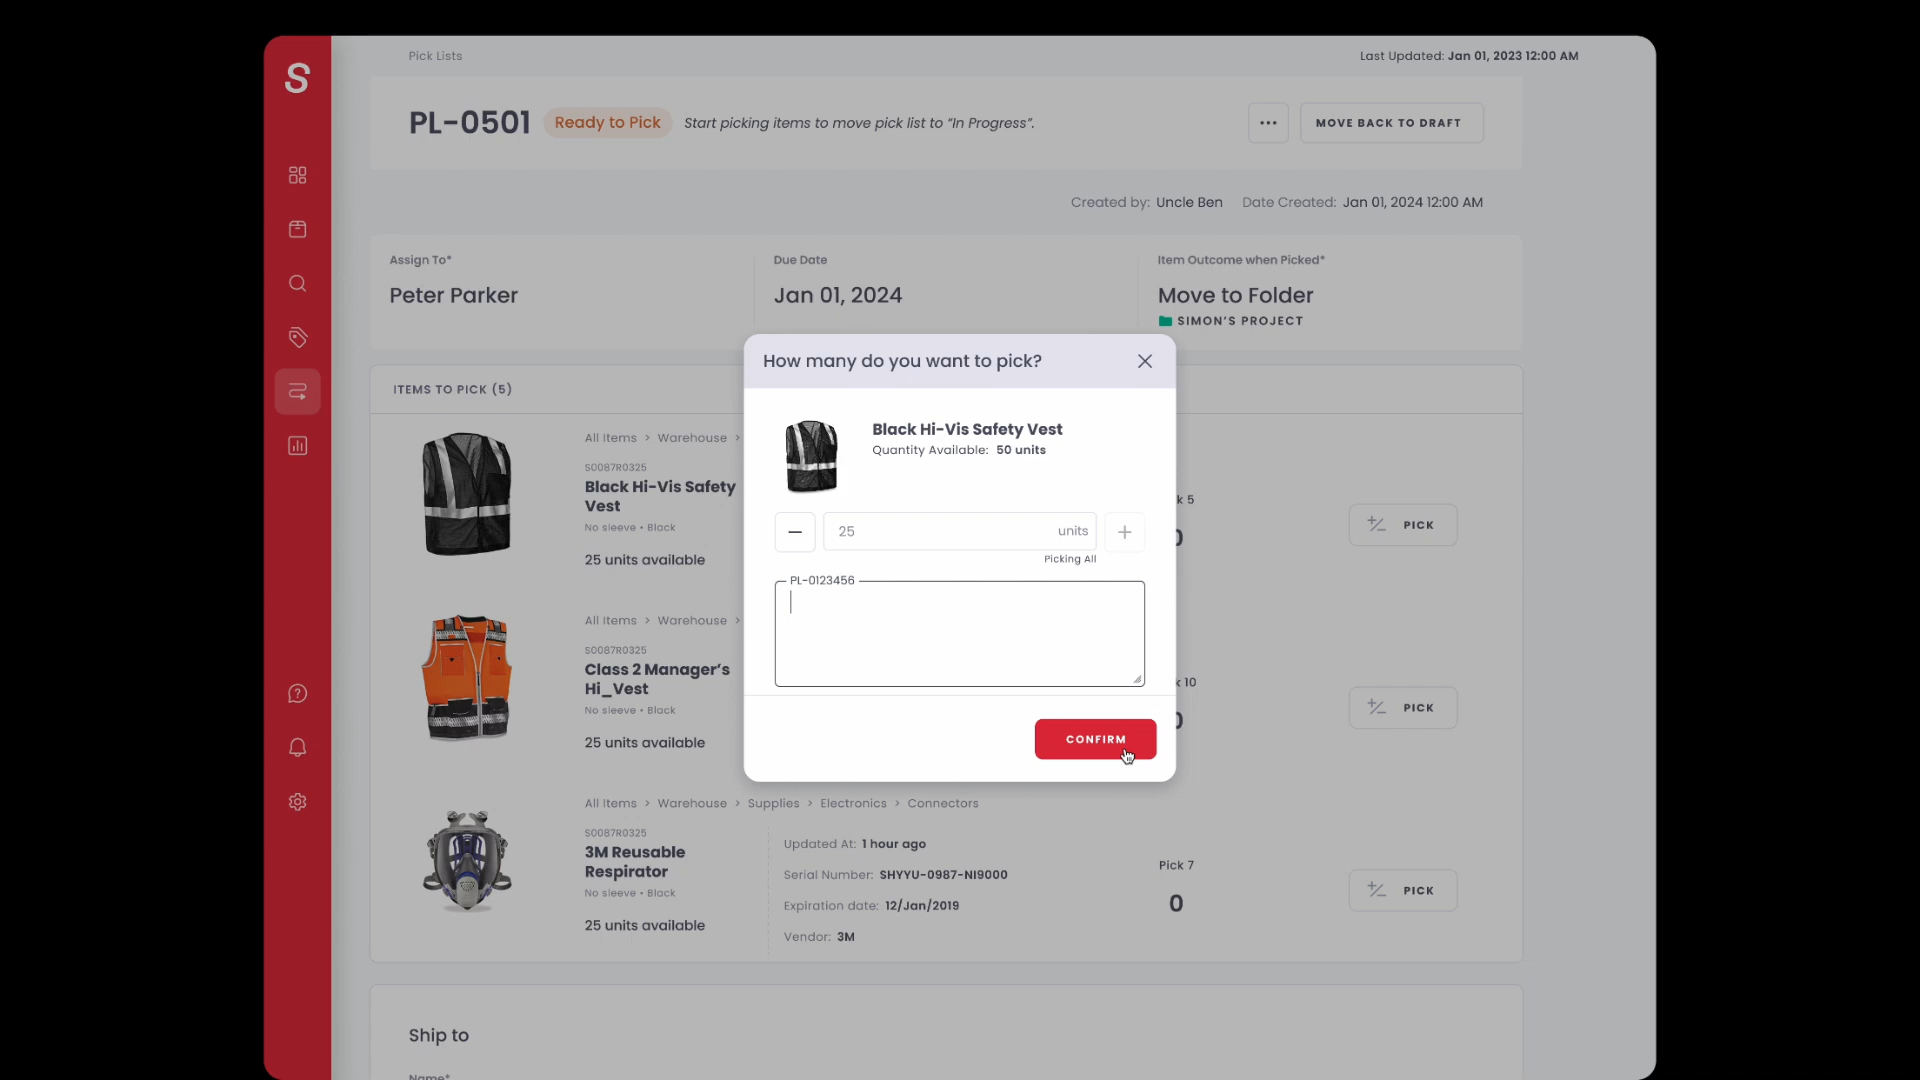 S
Pick Lists
Last Updated: Jan 01, 2023 12:00 AM
PL-0501
Ready to Pick
Start picking items to move pick list to “In Progress”.
MOVE BACK TO DRAFT
Created by: Uncle Ben
Date Created: Jan 01, 2024 12:00 AM
Assign To*
Peter Parker
Due Date
Jan 01, 2024
Item Outcome when Picked*
Move to Folder
SIMON’S PROJECT
ITEMS TO PICK (5)
How many do you want to pick?
Black Hi-Vis Safety Vest
Quantity Available: 50 units
25
units
Picking All
PL-0123456
CONFIRM
All Items > Warehouse >
S0087R0325
Black Hi-Vis Safety
Vest
No sleeve • Black
25 units available
k 5
0
PICK
All Items > Warehouse >
S0087R0325
Class 2 Manager’s
Hi_Vest
No sleeve • Black
25 units available
k 10
0
PICK
All Items > Warehouse > Supplies > Electronics > Connectors
S0087R0325
3M Reusable
Respirator
No sleeve • Black
25 units available
Updated At: 1 hour ago
Serial Number: SHYYU-0987-NI9000
Expiration date: 12/Jan/2019
Vendor: 3M
Pick 7
0
PICK
Ship to
Name*